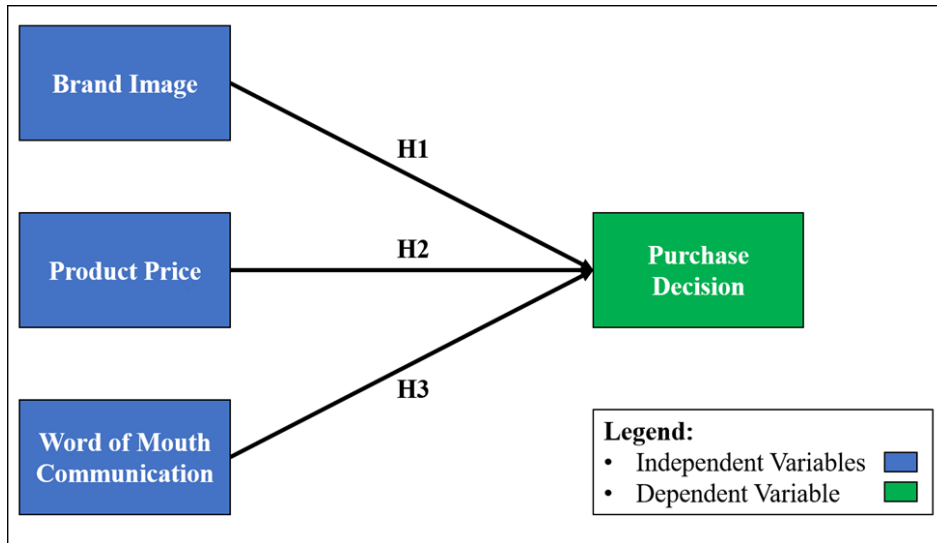 Brand Image
H1
Product Price
H2
Purchase
Decision
H3
Word of Mouth
Communication
Legend:
• Independent Variables
• Dependent Variable